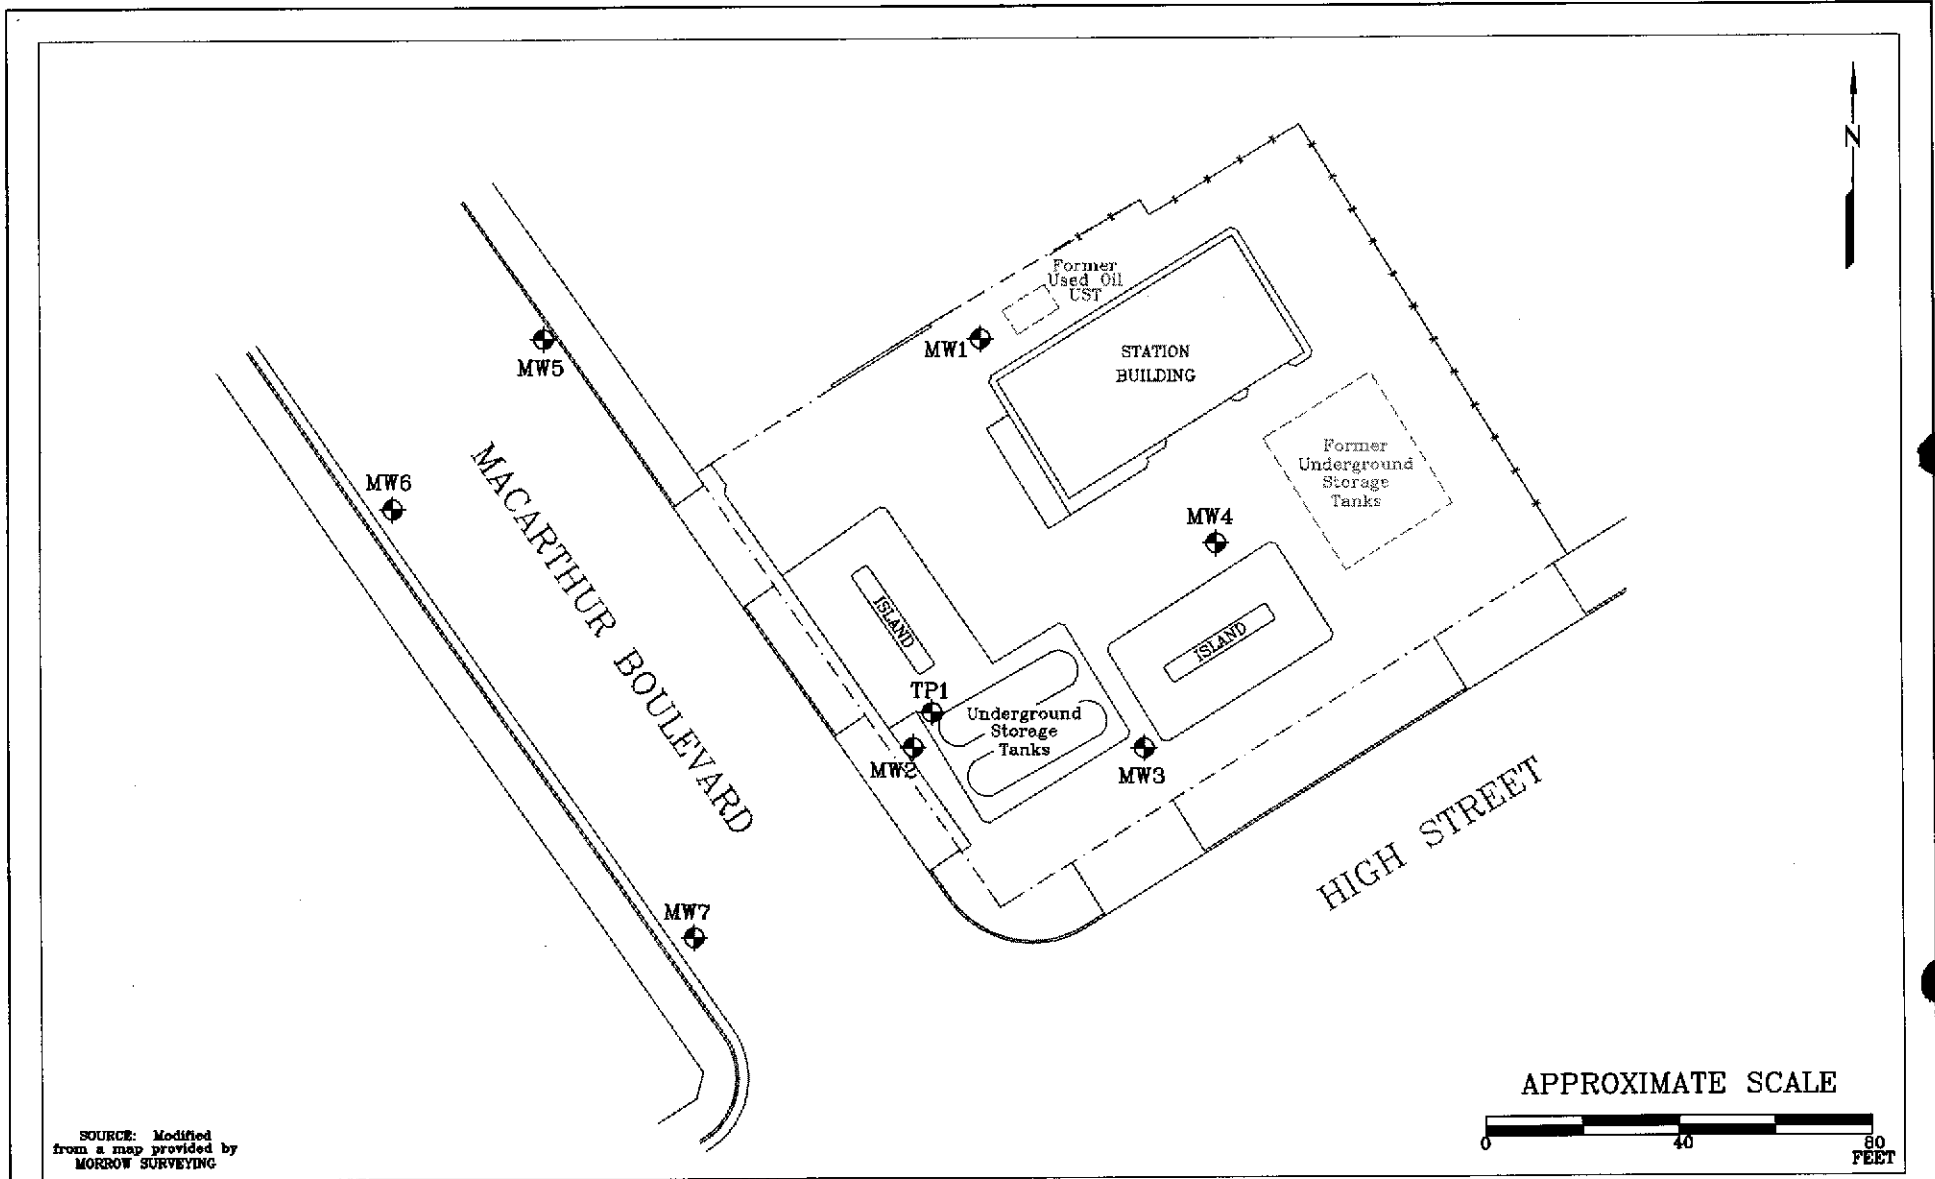 N
Former
Used Oil
UST
MW1
STATION
BUILDING
MW5
MW6
MACARTHUR BOULEVARD
Former
Underground
Storage
Tanks
MW4
ISLAND
ISLAND
TP1
Underground
Storage
Tanks
MW2
MW3
HIGH STREET
MW7
APPROXIMATE SCALE
0 40 80
FEET
SOURCE: Modified
from a map provided by
MORROW SURVEYING